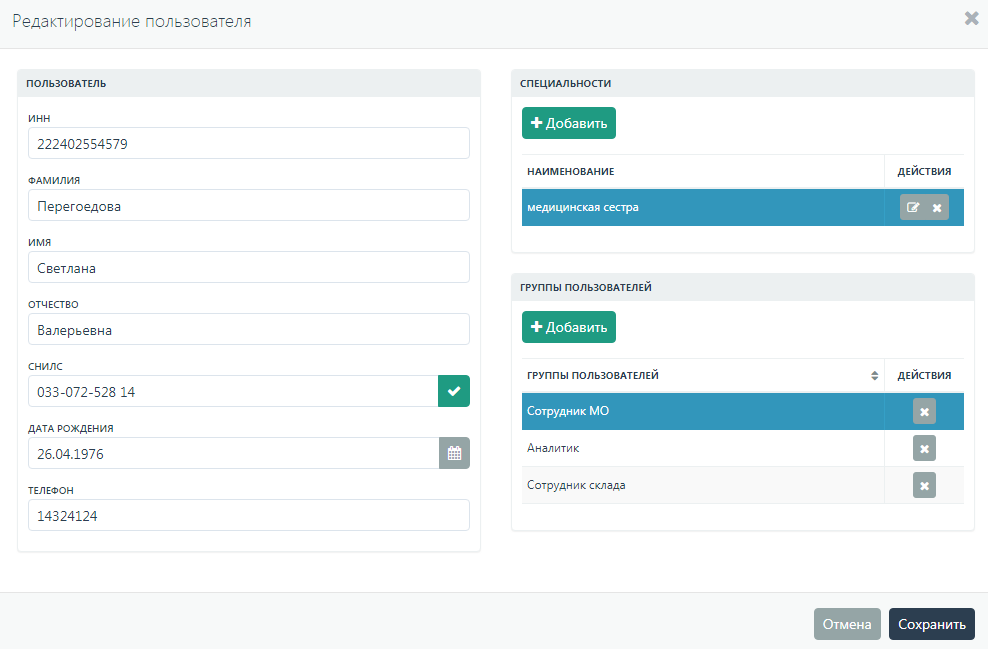 Редактирование пользователя
ПОЛЬЗОВАТЕЛЬ
ИНН
222402554579
ФАМИЛИЯ
Перегоедова
ИМЯ
Светлана
ОТЧЕСТВО
Валерьевна
СНИЛС
033-072-528 14
ДАТА РОЖДЕНИЯ
26.04.1976
ТЕЛЕФОН
14324124
СПЕЦИАЛЬНОСТИ
Добавить
НАИМЕНОВАНИЕ ДЕЙСТВИЯ
медицинская сестра
ГРУППЫ ПОЛЬЗОВАТЕЛЕЙ
Добавить
ГРУППЫ ПОЛЬЗОВАТЕЛЕЙ ДЕЙСТВИЯ
Сотрудник МО
Аналитик
Сотрудник склада
Отмена Сохранить